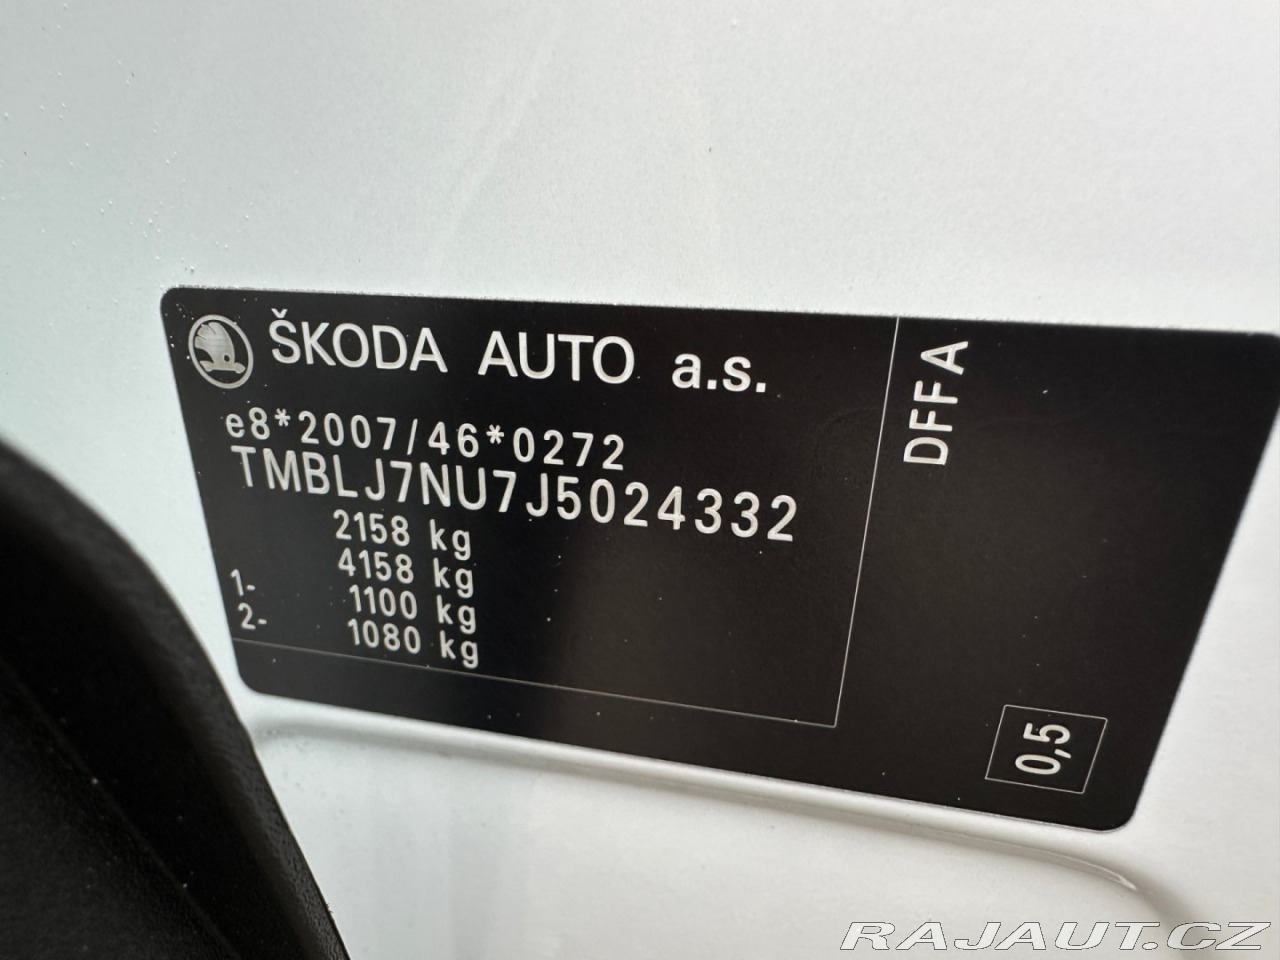 ŠKODA AUTO a.s.
e8*2007/46*0272
TMBLJ7NU7J5024332
2158 kg
4158 kg
1- 1100 kg
2- 1080 kg
DFFA
0,5
RAJAUT.CZ